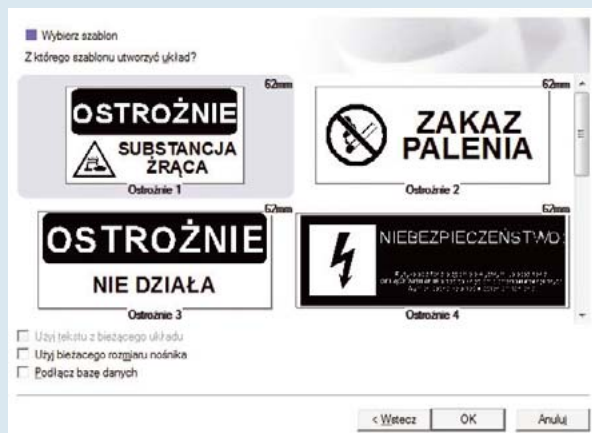 Wybierz szablon
Z którego szablonu utworzyć układ?
62mm
OSTROŻNIE
SUBSTANCJA
ŻRĄCA
Ostrożnie 1
62mm
ZAKAZ
PALENIA
Ostrożnie 2
62mm
OSTROŻNIE
NIE DZIAŁA
Ostrożnie 3
62mm
NIEBEZPIECZEŃSTWO:
Ostrożnie 4
Użyj tekstu z bieżącego układu
Użyj bieżacego rozmiaru nośnika
Podłącz bazę danych
< Wstecz
OK
Anuluj